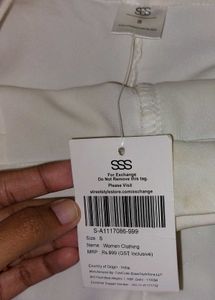 SSS
S
SSS
For Exchange
Do Not Remove this tag.
Please Visit
streetstylestore.com/exchange
S-A1117086-999
Size : S
Name : Women Clothing
MRP : Rs.999 (GST Inclusive)
Country of Origin : India